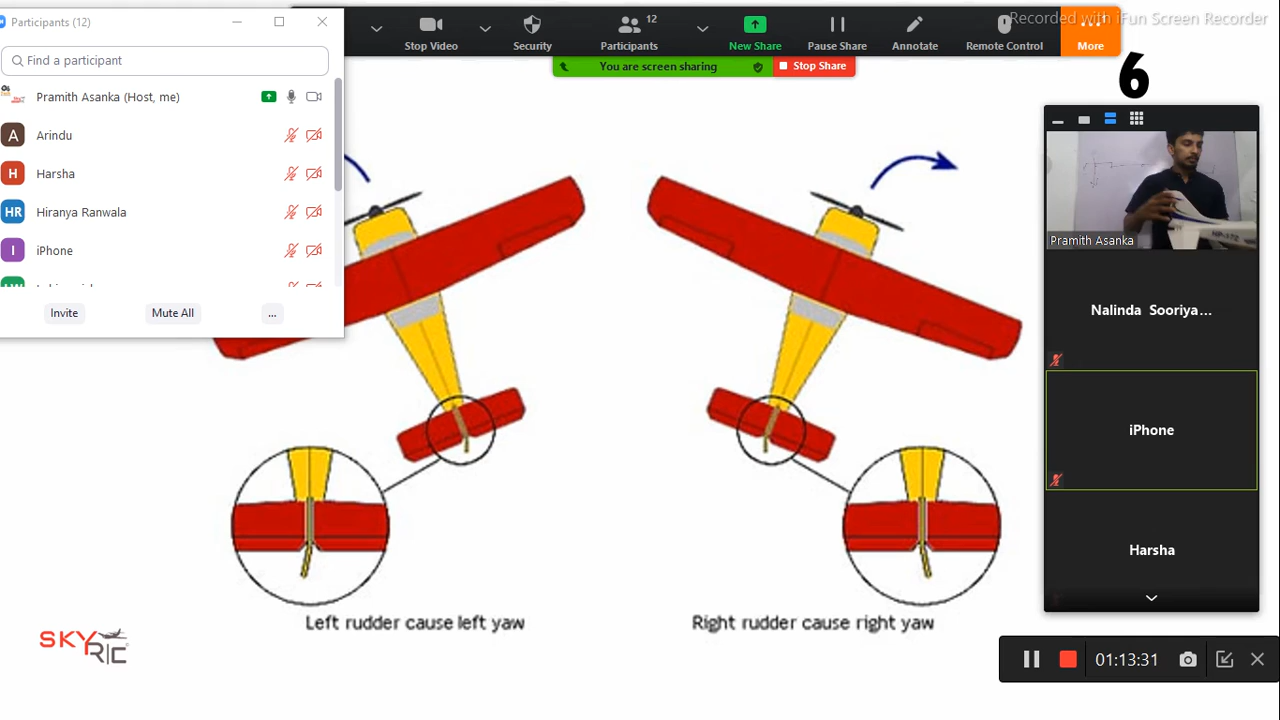 Participants (12)
Find a participant
Pramith Asanka (Host, me)
A Arindu
H Harsha
HR Hiranya Ranwala
I iPhone
Invite
Mute All
...
12
Stop Video
Security
Participants
New Share
Pause Share
Annotate
Remote Control
More
Recorded with iFun Screen Recorder
You are screen sharing
Stop Share
6
Pramith Asanka
Nalinda Sooriya...
iPhone
Harsha
Left rudder cause left yaw
Right rudder cause right yaw
SKY
R/C
01:13:31